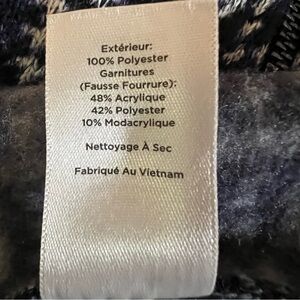 Extérieur:
100% Polyester
Garnitures
(Fausse Fourrure):
48% Acrylique
42% Polyester
10% Modacrylique
Nettoyage À Sec
Fabriqué Au Vietnam